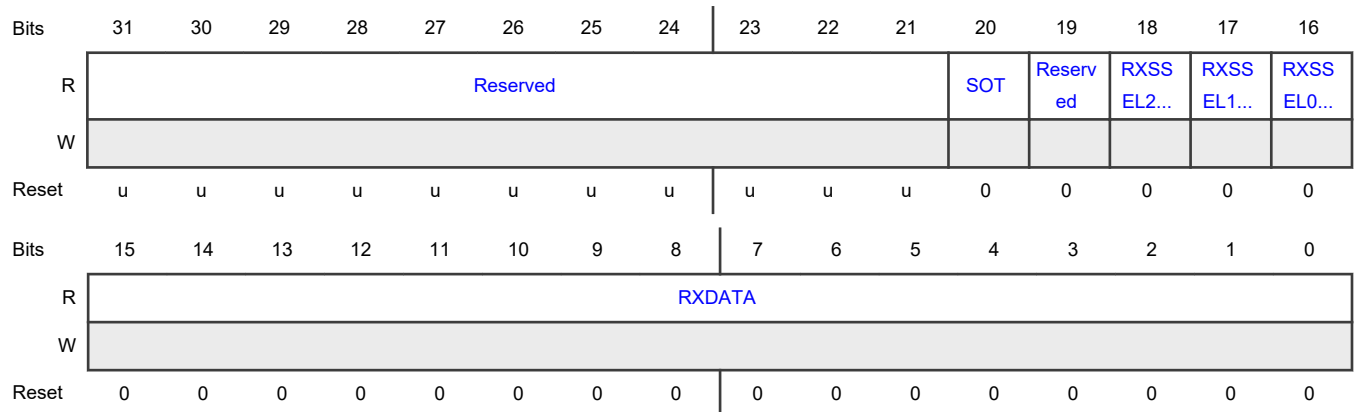 Bits 31 30 29 28 27 26 25 24 23 22 21 20 19 18 17 16
R Reserved SOT Reserv ed RXSS EL2... RXSS EL1... RXSS EL0...
W
Reset u u u u u u u u u u u 0 0 0 0 0
Bits 15 14 13 12 11 10 9 8 7 6 5 4 3 2 1 0
R RXDATA
W
Reset 0 0 0 0 0 0 0 0 0 0 0 0 0 0 0 0